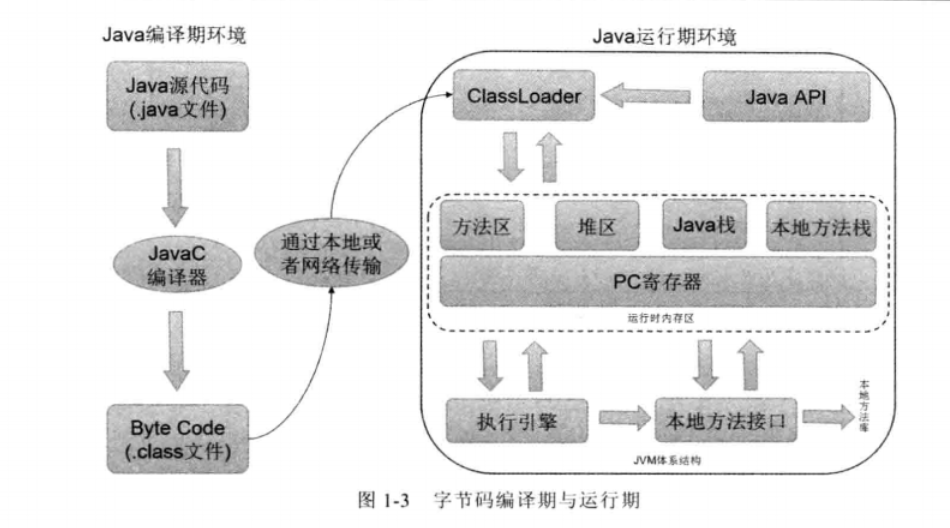 Java编译期环境
Java源代码
(.java文件)
JavaC
编译器
Byte Code
(.class文件)
通过本地或
者网络传输
Java运行期环境
ClassLoader
Java API
方法区
堆区
Java栈
本地方法栈
PC寄存器
运行时内存区
执行引擎
本地方法接口
本地方法库
JVM体系结构
图 1-3 字节码编译期与运行期